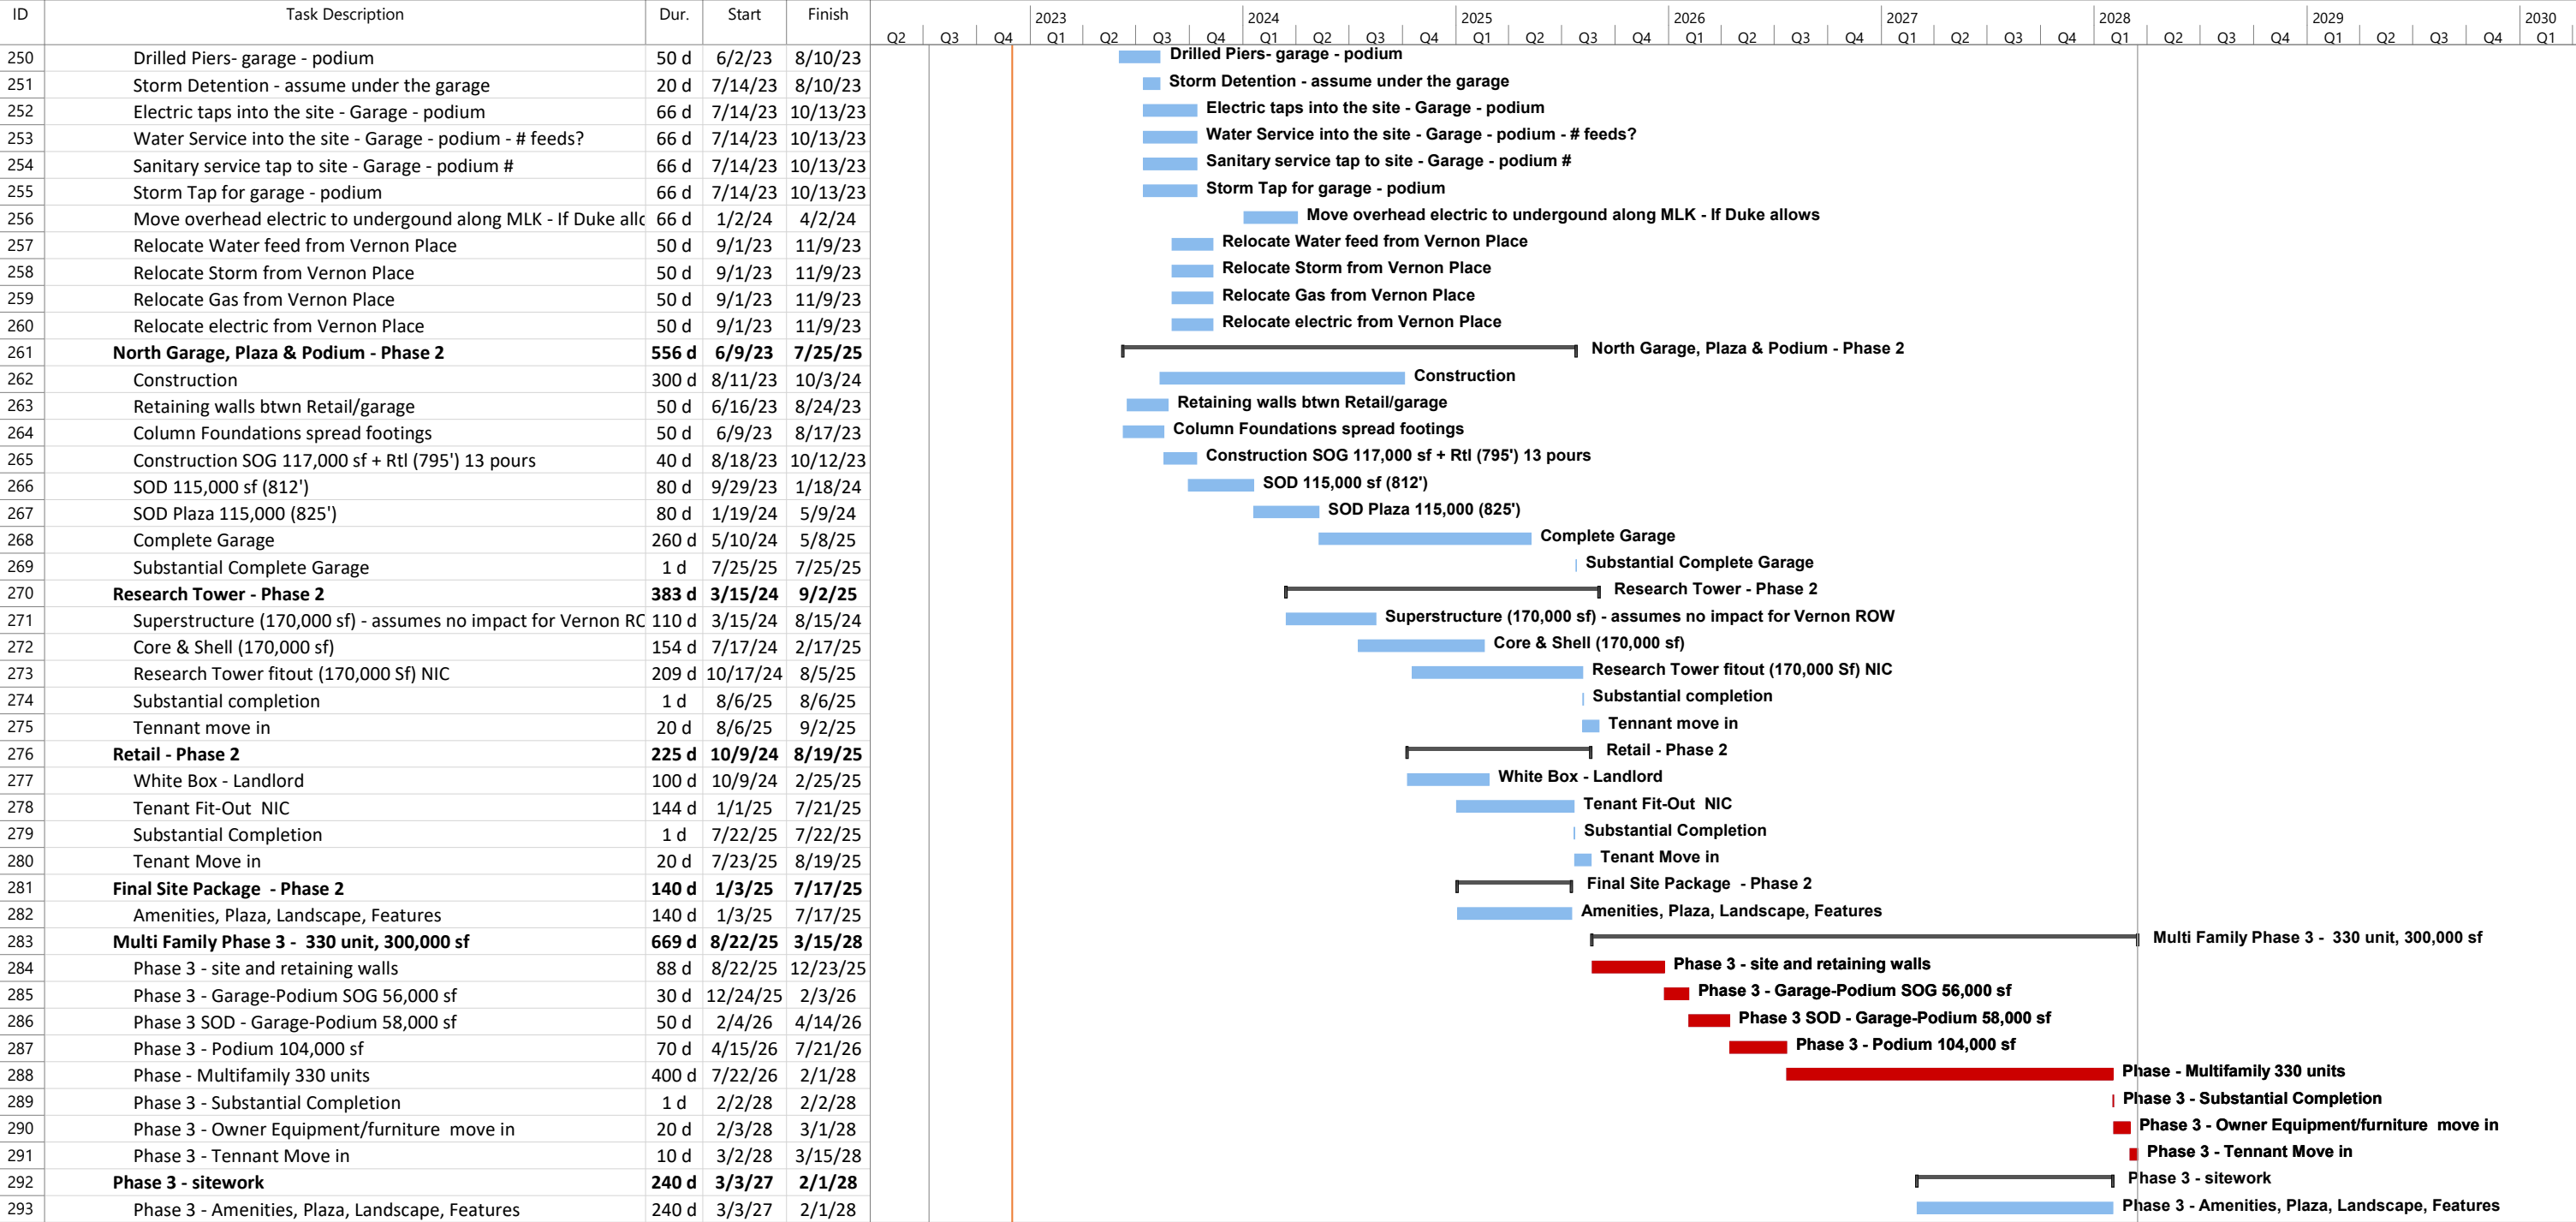 ID Task Description Dur. Start Finish 2023 2024 2025 2026 2027 2028 2029 2030
Q2 Q3 Q4 Q1 Q2 Q3 Q4 Q1 Q2 Q3 Q4 Q1 Q2 Q3 Q4 Q1 Q2 Q3 Q4 Q1 Q2 Q3 Q4 Q1 Q2 Q3 Q4 Q1 Q2 Q3 Q4 Q1
250 Drilled Piers- garage - podium 50 d 6/2/23 8/10/23 Drilled Piers- garage - podium
251 Storm Detention - assume under the garage 20 d 7/14/23 8/10/23 Storm Detention - assume under the garage
252 Electric taps into the site - Garage - podium 66 d 7/14/23 10/13/23 Electric taps into the site - Garage - podium
253 Water Service into the site - Garage - podium - # feeds? 66 d 7/14/23 10/13/23 Water Service into the site - Garage - podium - # feeds?
254 Sanitary service tap to site - Garage - podium # 66 d 7/14/23 10/13/23 Sanitary service tap to site - Garage - podium #
255 Storm Tap for garage - podium 66 d 7/14/23 10/13/23 Storm Tap for garage - podium
256 Move overhead electric to undergound along MLK - If Duke allo 66 d 1/2/24 4/2/24 Move overhead electric to undergound along MLK - If Duke allows
257 Relocate Water feed from Vernon Place 50 d 9/1/23 11/9/23 Relocate Water feed from Vernon Place
258 Relocate Storm from Vernon Place 50 d 9/1/23 11/9/23 Relocate Storm from Vernon Place
259 Relocate Gas from Vernon Place 50 d 9/1/23 11/9/23 Relocate Gas from Vernon Place
260 Relocate electric from Vernon Place 50 d 9/1/23 11/9/23 Relocate electric from Vernon Place
261 North Garage, Plaza & Podium - Phase 2 556 d 6/9/23 7/25/25 North Garage, Plaza & Podium - Phase 2
262 Construction 300 d 8/11/23 10/3/24 Construction
263 Retaining walls btwn Retail/garage 50 d 6/16/23 8/24/23 Retaining walls btwn Retail/garage
264 Column Foundations spread footings 50 d 6/9/23 8/17/23 Column Foundations spread footings
265 Construction SOG 117,000 sf + Rtl (795') 13 pours 40 d 8/18/23 10/12/23 Construction SOG 117,000 sf + Rtl (795') 13 pours
266 SOD 115,000 sf (812') 80 d 9/29/23 1/18/24 SOD 115,000 sf (812')
267 SOD Plaza 115,000 (825') 80 d 1/19/24 5/9/24 SOD Plaza 115,000 (825')
268 Complete Garage 260 d 5/10/24 5/8/25 Complete Garage
269 Substantial Complete Garage 1 d 7/25/25 7/25/25 Substantial Complete Garage
270 Research Tower - Phase 2 383 d 3/15/24 9/2/25 Research Tower - Phase 2
271 Superstructure (170,000 sf) - assumes no impact for Vernon RO 110 d 3/15/24 8/15/24 Superstructure (170,000 sf) - assumes no impact for Vernon ROW
272 Core & Shell (170,000 sf) 154 d 7/17/24 2/17/25 Core & Shell (170,000 sf)
273 Research Tower fitout (170,000 Sf) NIC 209 d 10/17/24 8/5/25 Research Tower fitout (170,000 Sf) NIC
274 Substantial completion 1 d 8/6/25 8/6/25 Substantial completion
275 Tennant move in 20 d 8/6/25 9/2/25 Tennant move in
276 Retail - Phase 2 225 d 10/9/24 8/19/25 Retail - Phase 2
277 White Box - Landlord 100 d 10/9/24 2/25/25 White Box - Landlord
278 Tenant Fit-Out NIC 144 d 1/1/25 7/21/25 Tenant Fit-Out NIC
279 Substantial Completion 1 d 7/22/25 7/22/25 Substantial Completion
280 Tenant Move in 20 d 7/23/25 8/19/25 Tenant Move in
281 Final Site Package - Phase 2 140 d 1/3/25 7/17/25 Final Site Package - Phase 2
282 Amenities, Plaza, Landscape, Features 140 d 1/3/25 7/17/25 Amenities, Plaza, Landscape, Features
283 Multi Family Phase 3 - 330 unit, 300,000 sf 669 d 8/22/25 3/15/28 Multi Family Phase 3 - 330 unit, 300,000 sf
284 Phase 3 - site and retaining walls 88 d 8/22/25 12/23/25 Phase 3 - site and retaining walls
285 Phase 3 - Garage-Podium SOG 56,000 sf 30 d 12/24/25 2/3/26 Phase 3 - Garage-Podium SOG 56,000 sf
286 Phase 3 SOD - Garage-Podium 58,000 sf 50 d 2/4/26 4/14/26 Phase 3 SOD - Garage-Podium 58,000 sf
287 Phase 3 - Podium 104,000 sf 70 d 4/15/26 7/21/26 Phase 3 - Podium 104,000 sf
288 Phase - Multifamily 330 units 400 d 7/22/26 2/1/28 Phase - Multifamily 330 units
289 Phase 3 - Substantial Completion 1 d 2/2/28 2/2/28 Phase 3 - Substantial Completion
290 Phase 3 - Owner Equipment/furniture move in 20 d 2/3/28 3/1/28 Phase 3 - Owner Equipment/furniture move in
291 Phase 3 - Tennant Move in 10 d 3/2/28 3/15/28 Phase 3 - Tennant Move in
292 Phase 3 - sitework 240 d 3/3/27 2/1/28 Phase 3 - sitework
293 Phase 3 - Amenities, Plaza, Landscape, Features 240 d 3/3/27 2/1/28 Phase 3 - Amenities, Plaza, Landscape, Features